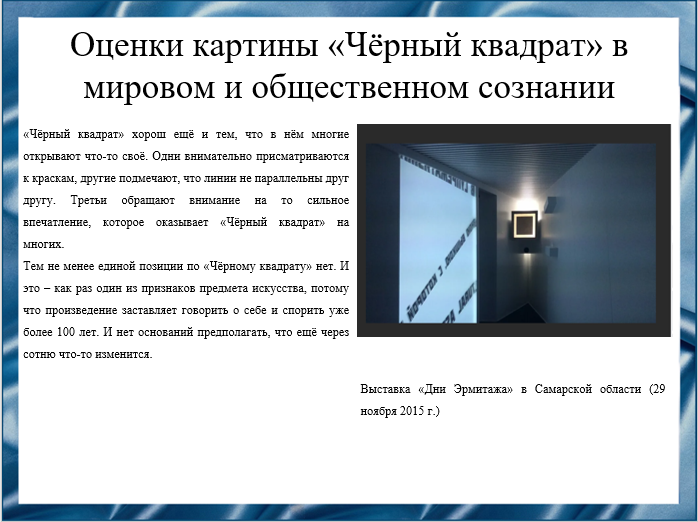 Оценки картины «Чёрный квадрат» в
мировом и общественном сознании
«Чёрный квадрат» хорош ещё и тем, что в нём многие
открывают что-то своё. Одни внимательно присматриваются
к краскам, другие подмечают, что линии не параллельны друг
другу. Третьи обращают внимание на то сильное
впечатление, которое оказывает «Чёрный квадрат» на
многих.
Тем не менее единой позиции по «Чёрному квадрату» нет. И
это – как раз один из признаков предмета искусства, потому
что произведение заставляет говорить о себе и спорить уже
более 100 лет. И нет оснований предполагать, что ещё через
сотню что-то изменится.
Выставка «Дни Эрмитажа» в Самарской области (29
ноября 2015 г.)